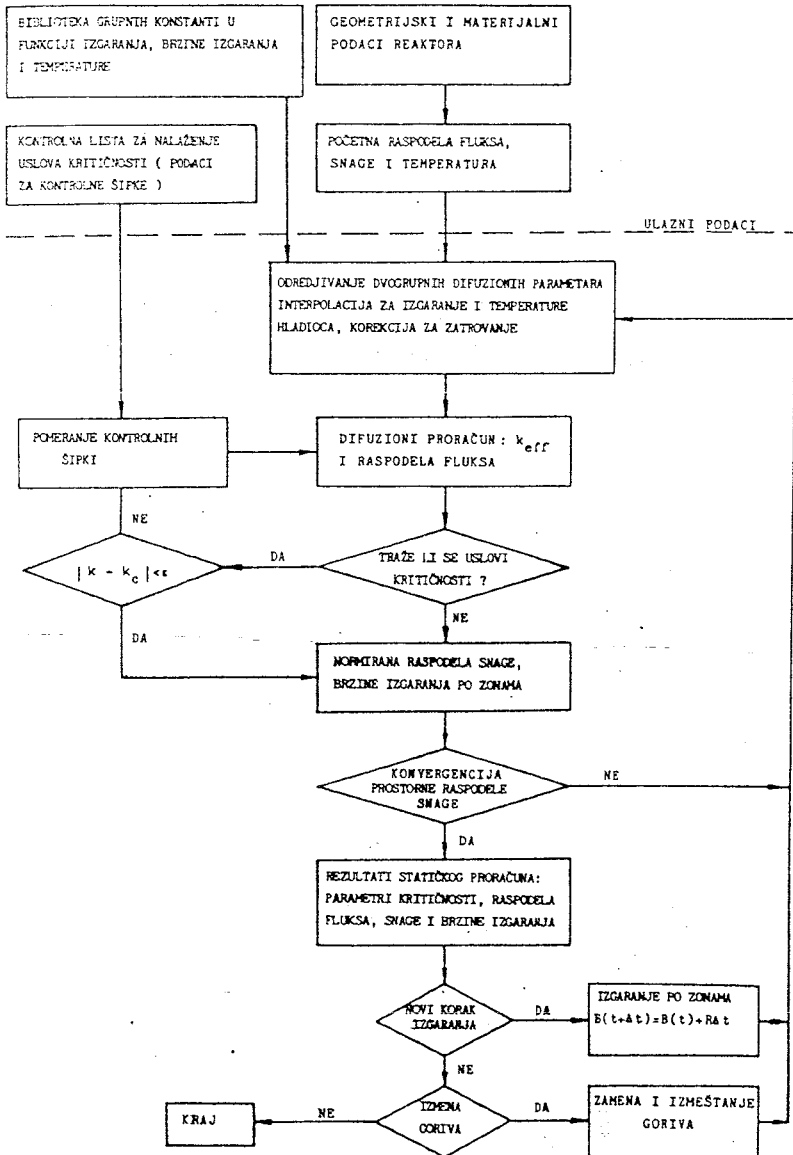 BIBLIOTEKA GRUPNIH KONSTANTI U
FUNKCIJI IZGARANJA, BRZINE IZGARANJA
I TEMPERATURE
GEOMETRIJSKI I MATERIJALNI
PODACI REAKTORA
KONTROLNA LISTA ZA NALAŽENJE
USLOVA KRITIČNOSTI ( PODACI
ZA KONTROLNE ŠIPKE )
POČETNA RASPODELA FLUKSA,
SNAGE I TEMPERATURA
ULAZNI PODACI
ODREDJIVANJE DVOGRUPNIH DIFUZIONIH PARAMETARA
INTERPOLACIJA ZA IZGARANJE I TEMPERATURE
HLADIOCA, KOREKCIJA ZA ZATROVANJE
POMERANJE KONTROLNIH
ŠIPKI
DIFUZIONI PRORAČUN: k_eff
I RASPODELA FLUKSA
NE
| k - k_c |<ε
DA
TRAŽE LI SE USLOVI
KRITIČNOSTI ?
NE
DA
NORMIRANA RASPODELA SNAGE,
BRZINE IZGARANJA PO ZONAMA
KONVERGENCIJA
PROSTORNE RASPODELE
SNAGE
NE
DA
REZULTATI STATIČKOG PRORAČUNA:
PARAMETRI KRITIČNOSTI, RASPODELA
FLUKSA, SNAGE I BRZINE IZGARANJA
NOVI KORAK
IZGARANJA
DA
IZGARANJE PO ZONAMA
B(t+Δt)=B(t)+RΔt
NE
KRAJ
NE
IZMENA
GORIVA
DA
ZAMENA I IZMEŠTANJE
GORIVA